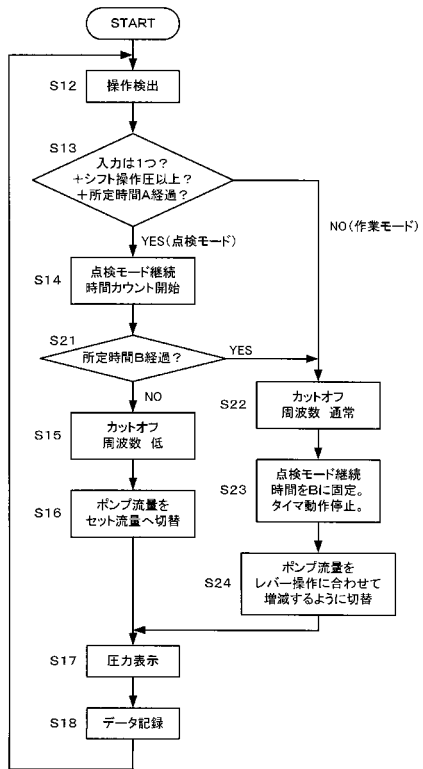 START
S12
操作検出
S13
入力は1つ?
+シフト操作圧以上?
+所定時間A経過?
NO(作業モード)
YES(点検モード)
S14
点検モード継続
時間カウント開始
S21
所定時間B経過?
YES
NO
S15
カットオフ
周波数 低
S22
カットオフ
周波数 通常
S16
ポンプ流量を
セット流量へ切替
S23
点検モード継続
時間をBに固定。
タイマ動作停止。
S24
ポンプ流量を
レバー操作に合わせて
増減するように切替
S17
圧力表示
S18
データ記録